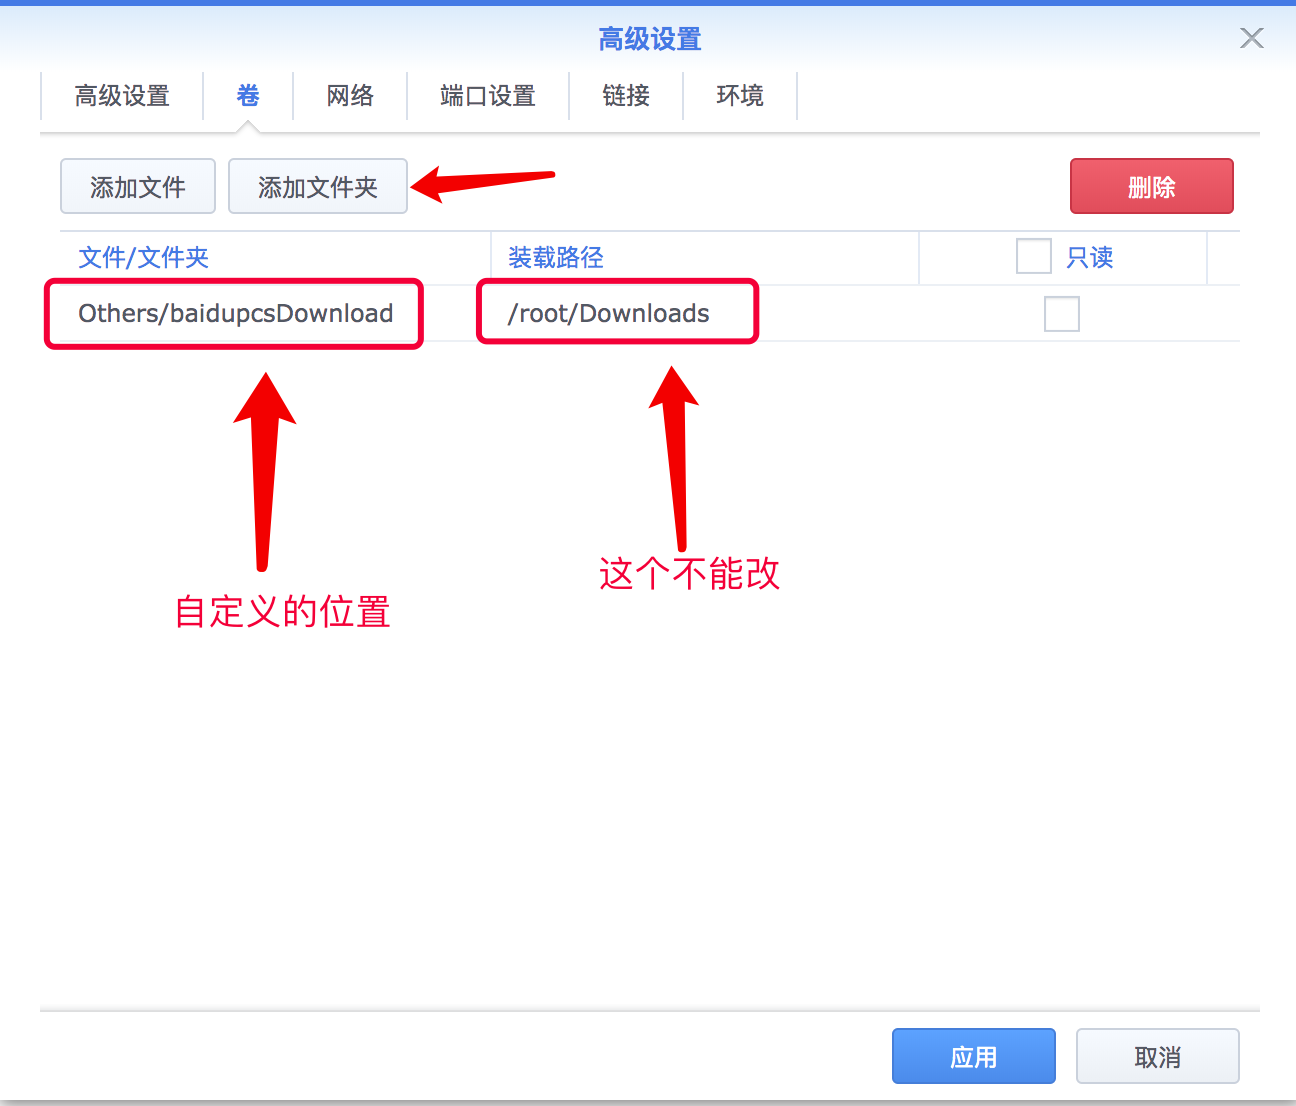 高级设置
高级设置 卷 网络 端口设置 链接 环境
添加文件 添加文件夹 删除
文件/文件夹 装载路径 只读
Others/baidupcsDownload /root/Downloads
这个不能改
自定义的位置
应用 取消